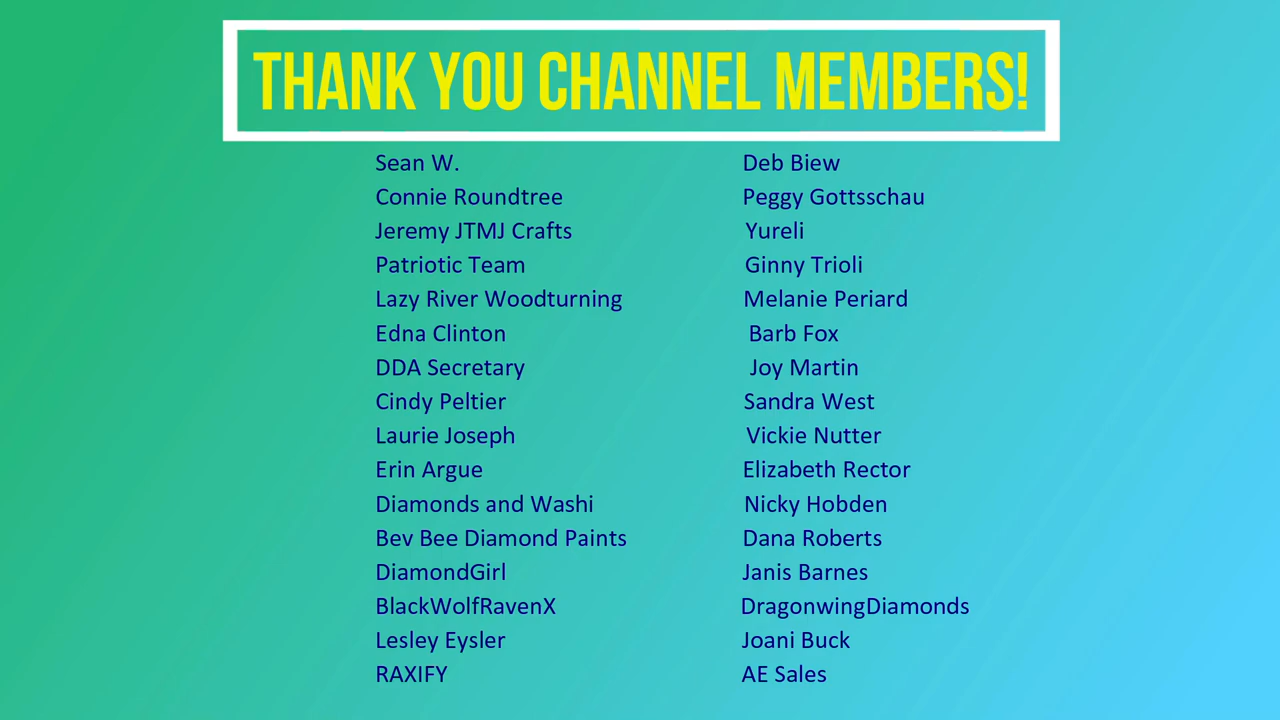 THANK YOU CHANNEL MEMBERS!
Sean W.
Connie Roundtree
Jeremy JTMJ Crafts
Patriotic Team
Lazy River Woodturning
Edna Clinton
DDA Secretary
Cindy Peltier
Laurie Joseph
Erin Argue
Diamonds and Washi
Bev Bee Diamond Paints
DiamondGirl
BlackWolfRavenX
Lesley Eysler
RAXIFY
Deb Biew
Peggy Gottsschau
Yureli
Ginny Trioli
Melanie Periard
Barb Fox
Joy Martin
Sandra West
Vickie Nutter
Elizabeth Rector
Nicky Hobden
Dana Roberts
Janis Barnes
DragonwingDiamonds
Joani Buck
AE Sales